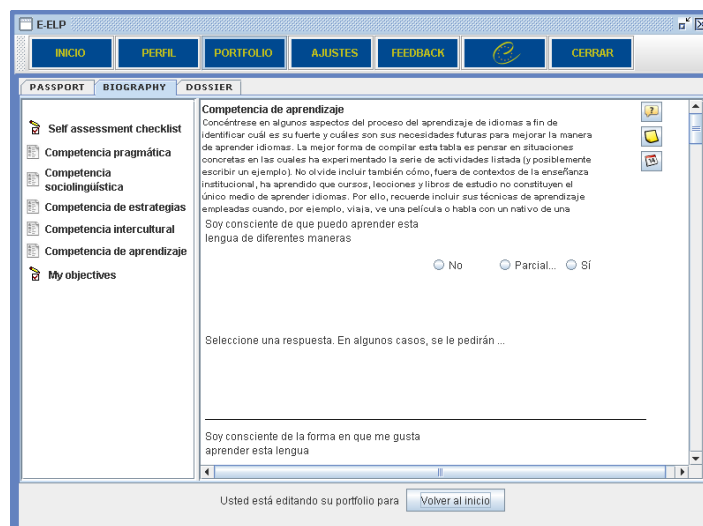 E-ELP
INICIO
PERFIL
PORTFOLIO
AJUSTES
FEEDBACK
CERRAR
PASSPORT
BIOGRAPHY
DOSSIER
Self assessment checklist
Competencia pragmática
Competencia
sociolingüística
Competencia de estrategias
Competencia intercultural
Competencia de aprendizaje
My objectives
Competencia de aprendizaje
Concéntrese en algunos aspectos del proceso del aprendizaje de idiomas a fin de
identificar cuál es su fuerte y cuáles son sus necesidades futuras para mejorar la manera
de aprender idiomas. La mejor forma de compilar esta tabla es pensar en situaciones
concretas en las cuales ha experimentado la serie de actividades listada (y posiblemente
escribir un ejemplo). No olvide incluir también cómo, fuera de contextos de la enseñanza
institucional, ha aprendido que cursos, lecciones y libros de estudio no constituyen el
único medio de aprender idiomas. Por ello, recuerde incluir sus técnicas de aprendizaje
empleadas cuando, por ejemplo, viaja, ve una película o habla con un nativo de una
Soy consciente de que puedo aprender esta
lengua de diferentes maneras
No
Parcial...
Sí
Seleccione una respuesta. En algunos casos, se le pedirán ...
Soy consciente de la forma en que me gusta
aprender esta lengua
Usted está editando su portfolio para
Volver al inicio